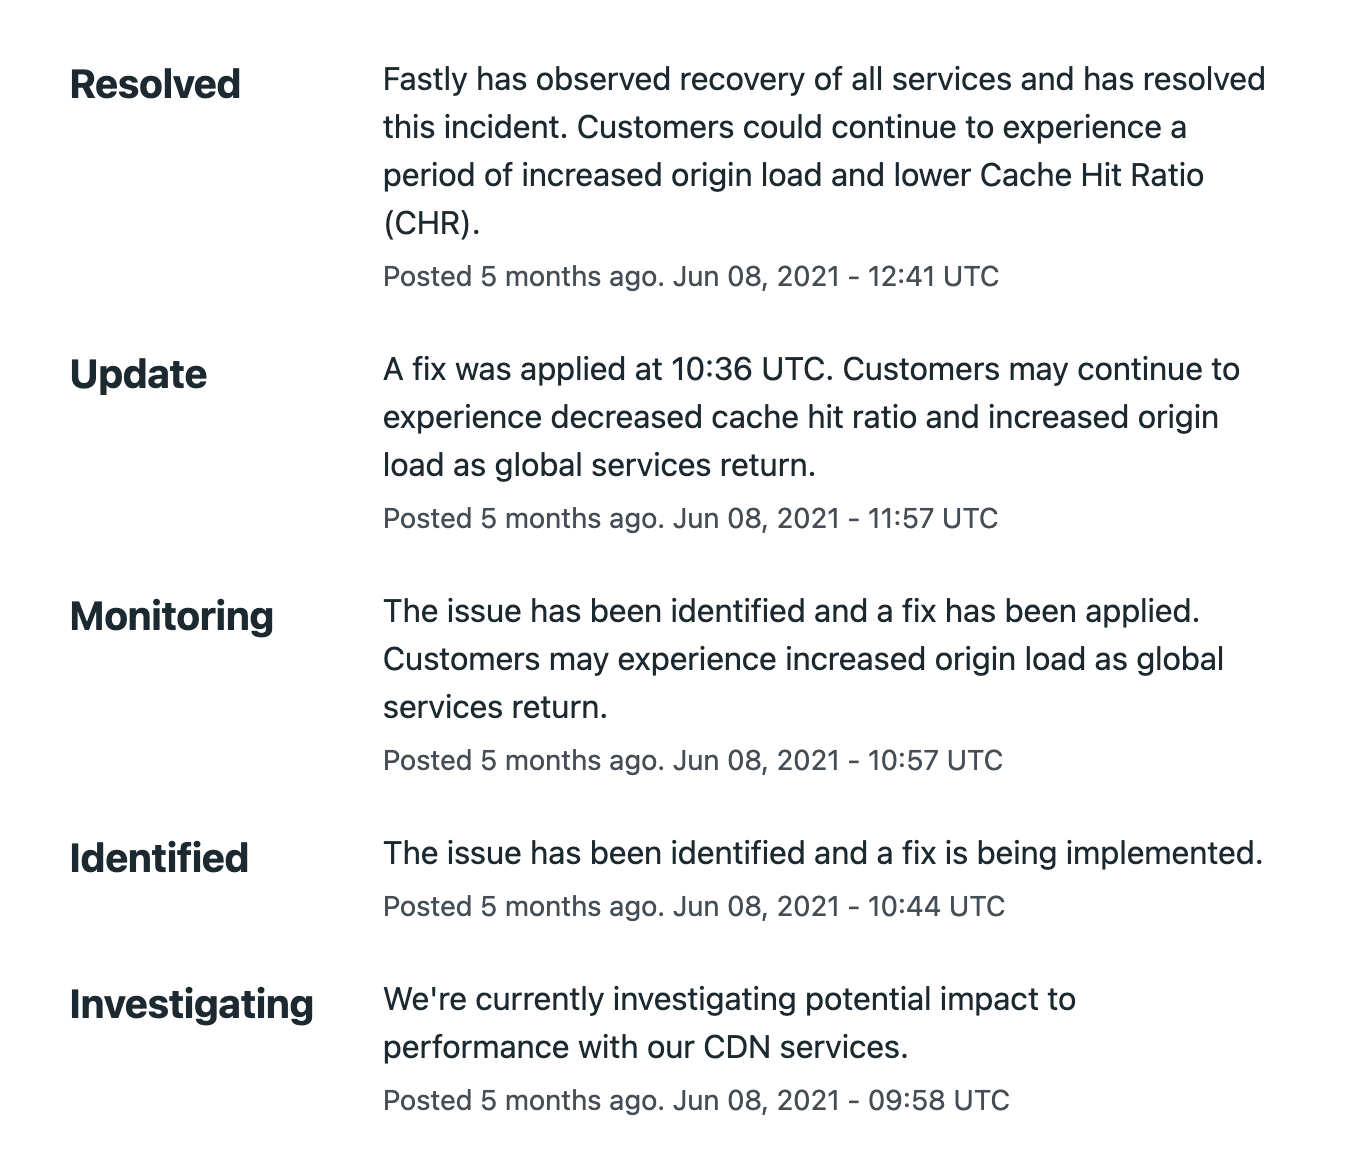 Resolved
Fastly has observed recovery of all services and has resolved
this incident. Customers could continue to experience a
period of increased origin load and lower Cache Hit Ratio
(CHR).
Posted 5 months ago. Jun 08, 2021 - 12:41 UTC
Update
A fix was applied at 10:36 UTC. Customers may continue to
experience decreased cache hit ratio and increased origin
load as global services return.
Posted 5 months ago. Jun 08, 2021 - 11:57 UTC
Monitoring
The issue has been identified and a fix has been applied.
Customers may experience increased origin load as global
services return.
Posted 5 months ago. Jun 08, 2021 - 10:57 UTC
Identified
The issue has been identified and a fix is being implemented.
Posted 5 months ago. Jun 08, 2021 - 10:44 UTC
Investigating
We're currently investigating potential impact to
performance with our CDN services.
Posted 5 months ago. Jun 08, 2021 - 09:58 UTC